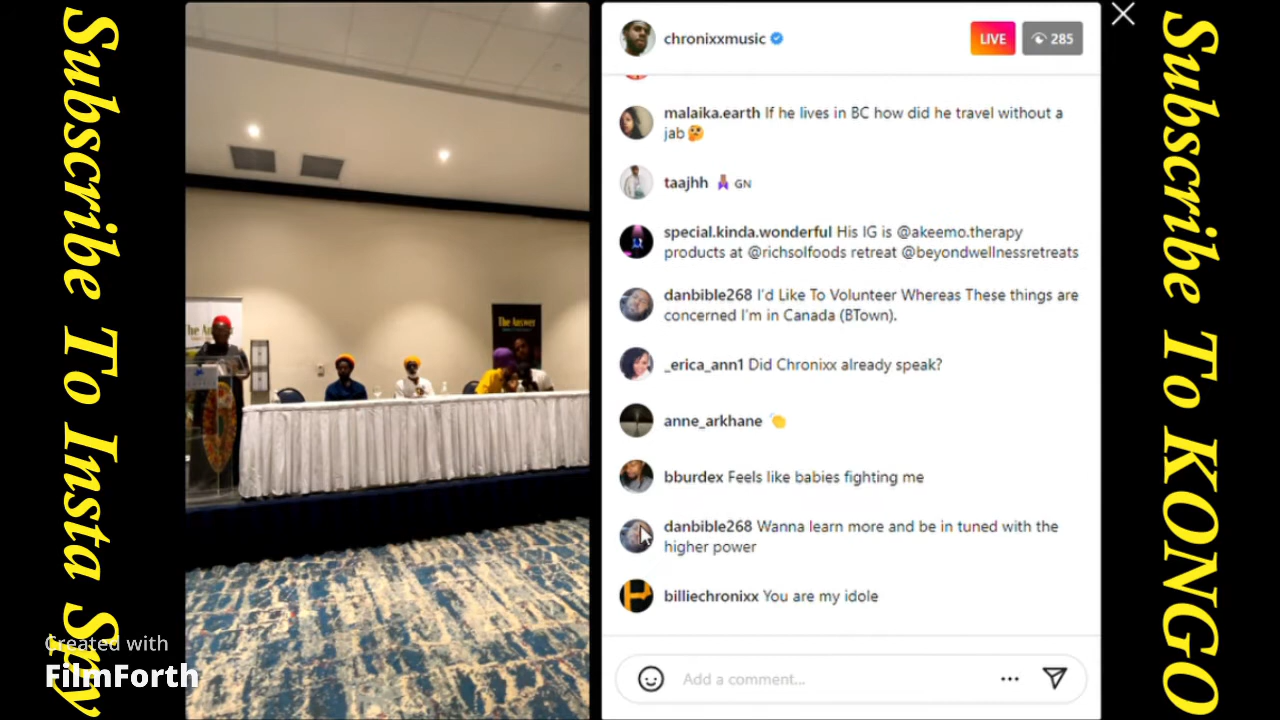 Subscribe To Insta Spy
Created with
FilmForth
The Answer
chronixxmusic
LIVE
285
malaika.earth If he lives in BC how did he travel without a
jab🤔
taajhh 🙏🏽 GN
special.kinda.wonderful His IG is @akeemo.therapy
products at @richsolfoods retreat @beyondwellnessretreats
danbible268 I'd Like To Volunteer Whereas These things are
concerned I'm in Canada (BTown).
_erica_ann1 Did Chronixx already speak?
anne_arkhane 👏
bburdex Feels like babies fighting me
danbible268 Wanna learn more and be in tuned with the
higher power
billiechronixx You are my idole
Add a comment...
Subscribe To KONGO